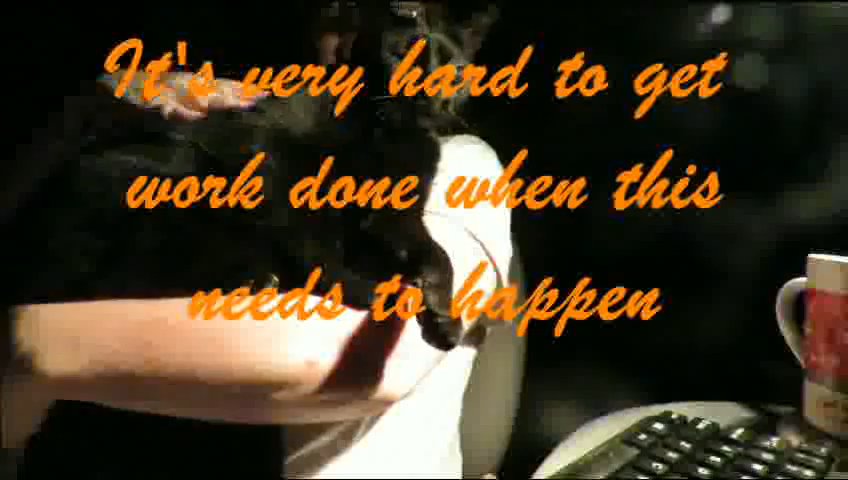 It's very hard to get
work done when this
needs to happen